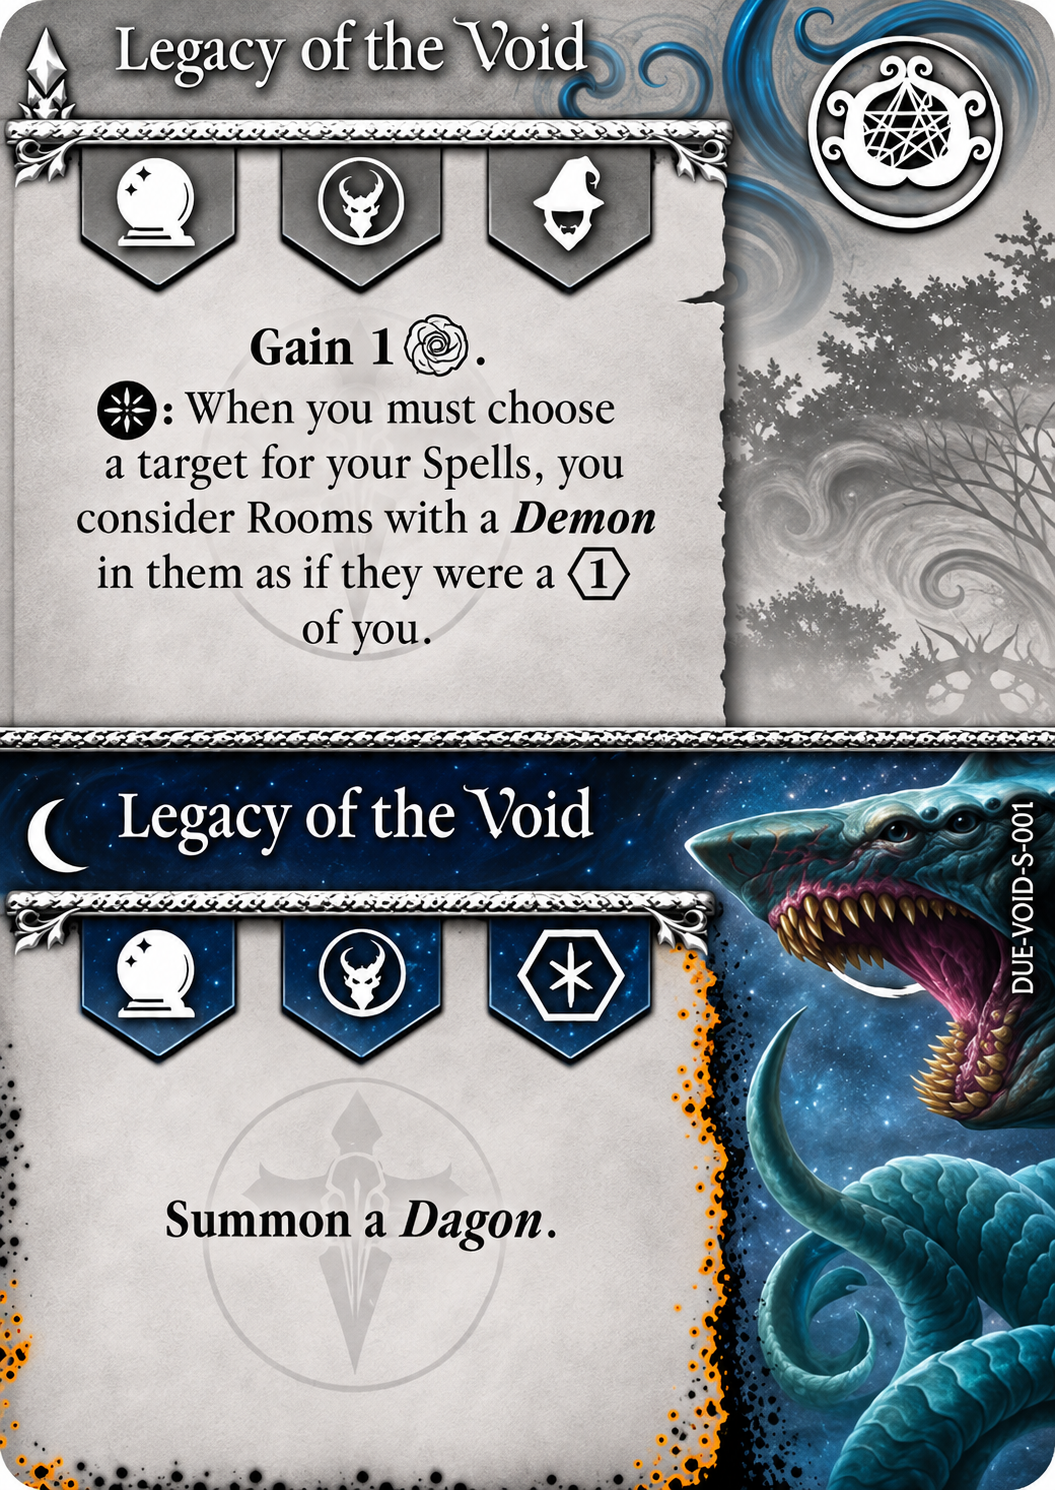 Legacy of the Void
Gain 1 .
: When you must choose
a target for your Spells, you
consider Rooms with a Demon
in them as if they were a 1
of you.
Legacy of the Void
DUE-VOID-S-001
Summon a Dagon.